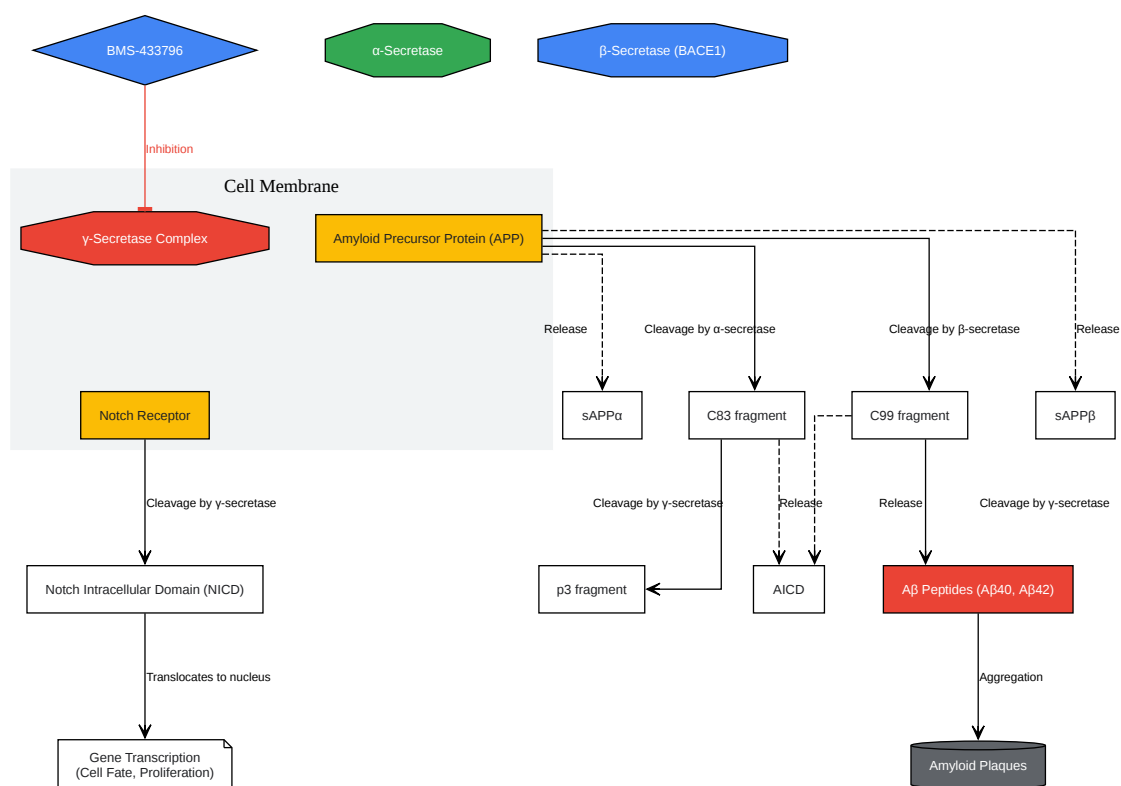 BMS-433796
α-Secretase
β-Secretase (BACE1)
Inhibition
Cell Membrane
γ-Secretase Complex
Amyloid Precursor Protein (APP)
Release
Cleavage by α-secretase
Cleavage by β-secretase
Release
Notch Receptor
sAPPα
C83 fragment
C99 fragment
sAPPβ
Cleavage by γ-secretase
Cleavage by γ-secretase
Release
Release
Cleavage by γ-secretase
Notch Intracellular Domain (NICD)
p3 fragment
AICD
Aβ Peptides (Aβ40, Aβ42)
Translocates to nucleus
Aggregation
Gene Transcription
(Cell Fate, Proliferation)
Amyloid Plaques